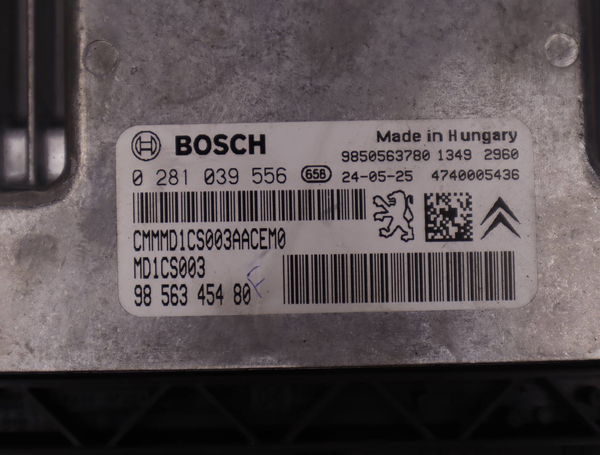 BOSCH
Made in Hungary
9850563780 1349 2960
0 281 039 556 65B 24-05-25 4740005436
CMMMD1CS003AACEM0
MD1CS003
98 563 454 80 F